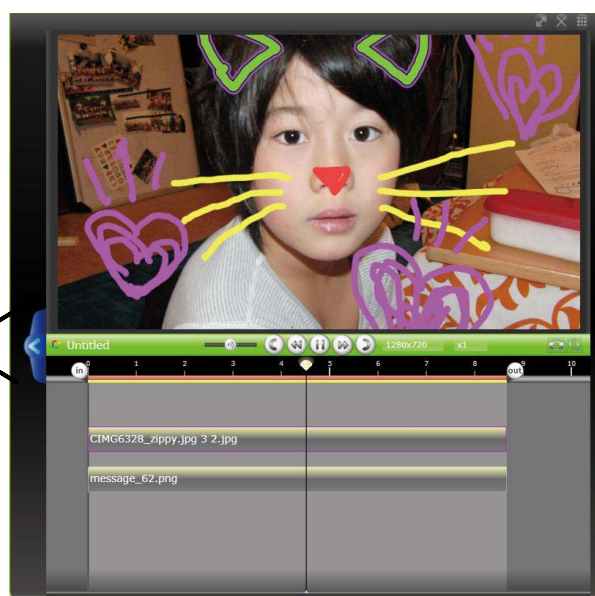 Untitled
1280x720
x1
in
0 1 2 3 4 5 6 7 8 9 10
out
CIMG6328_zippy.jpg 3 2.jpg
message_62.png